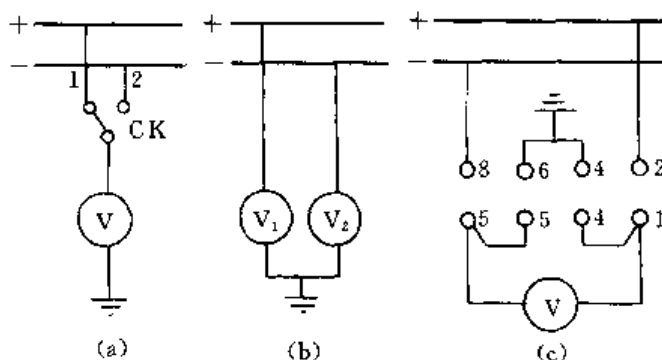 + + +
− − −
1 2
CK
8 6 4 2
5 5 4 1
V V₁ V₂
V
(a) (b) (c)